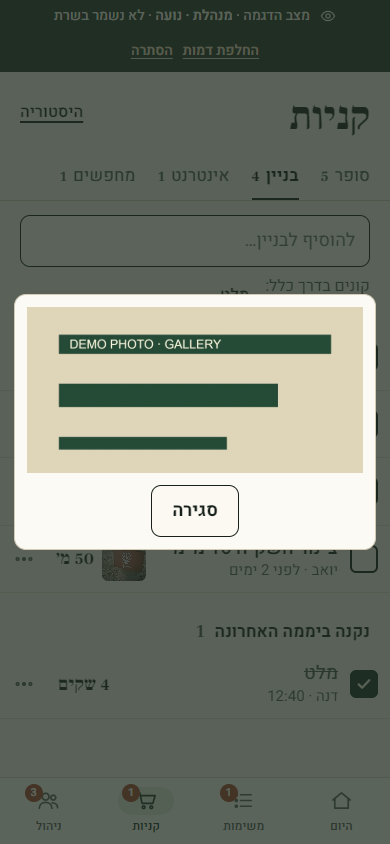 מצב הדגמה · מנהלת · נועה · לא נשמר בשרת
החלפת דמות הסתרה
קניות
היסטוריה
סופר 5 בניין 4 אינטרנט 1 מחפשים 1
להוסיף לבניין...
קונים בדרך כלל:
מלט
DEMO PHOTO · GALLERY
סגירה
50 מ׳
יואב · לפני 2 ימים
נקנה ביממה האחרונה 1
מלט
4 שקים
דנה · 12:40
היום
משימות 1
קניות 1
ניהול 3